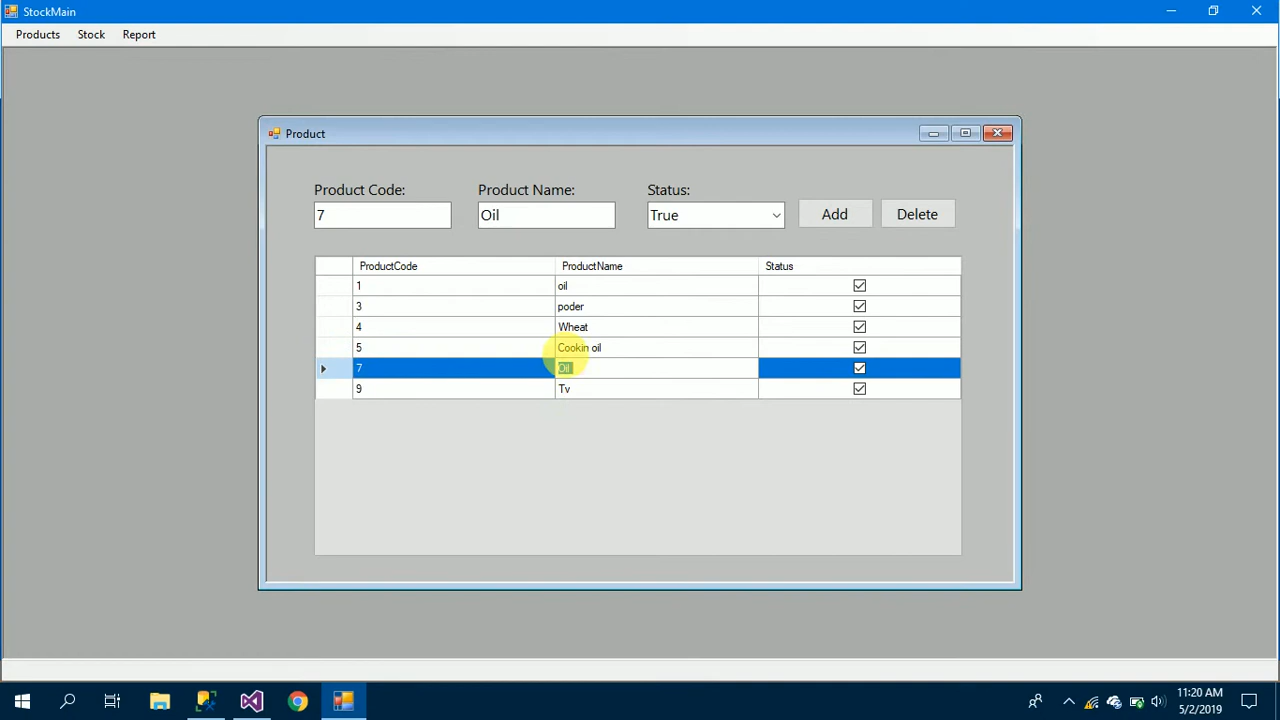 StockMain
Products Stock Report
Product
Product Code: Product Name: Status:
7 Oil True Add Delete
ProductCode ProductName Status
1 oil
3 poder
4 Wheat
5 Cookin oil
7 Oil
9 Tv
11:20 AM
5/2/2019